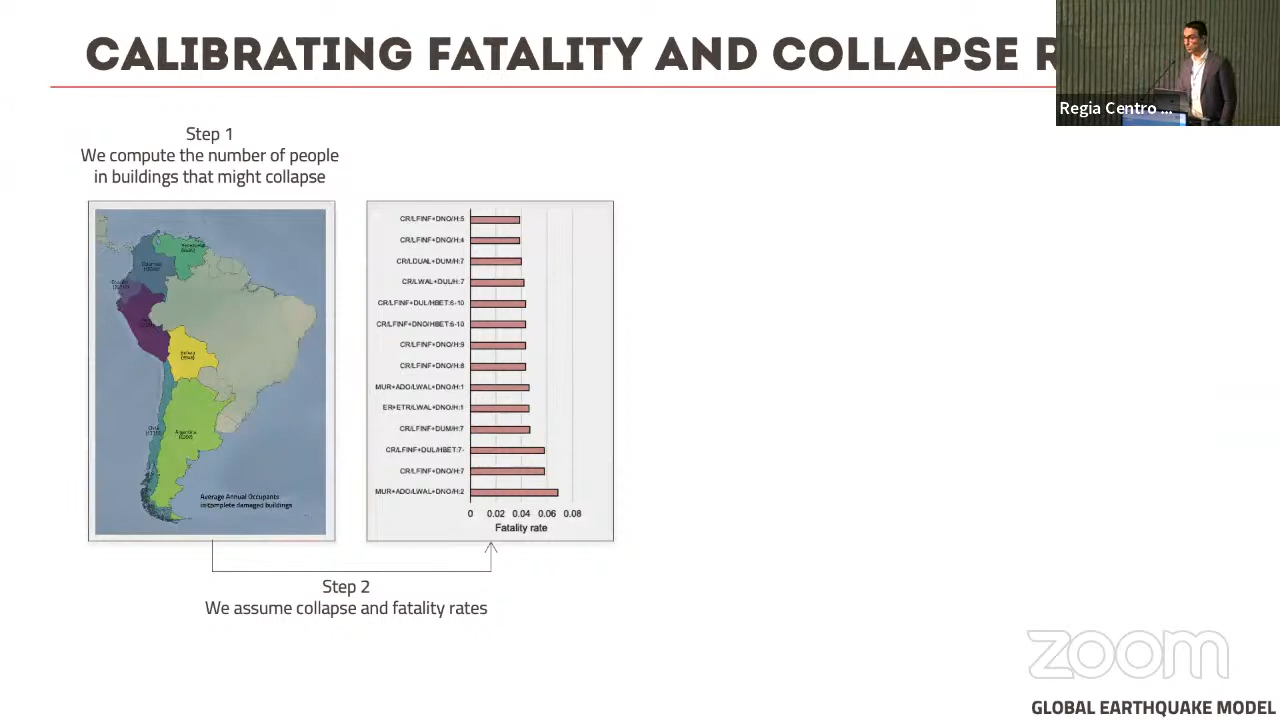 CALIBRATING FATALITY AND COLLAPSE R
Regia Centro ...
Step 1
We compute the number of people
in buildings that might collapse
Average Annual Occupants
in complete damaged buildings
CR/LFINF+DNO/H:5
CR/LFINF+DNO/H:4
CR/LDUAL+DUM/H:7
CR/LWAL+DUL/H:7
CR/LFINF+DUL/HBET:6-10
CR/LFINF+DNO/HBET:6-10
CR/LFINF+DNO/H:9
CR/LFINF+DNO/H:8
MUR+ADO/LWAL+DNO/H:1
ER+ETR/LWAL+DNO/H:1
CR/LFINF+DUM/H:7
CR/LFINF+DUL/HBET:7-
CR/LFINF+DNO/H:7
MUR+ADO/LWAL+DNO/H:2
0 0.02 0.04 0.06 0.08
Fatality rate
Step 2
We assume collapse and fatality rates
zoom
GLOBAL EARTHQUAKE MODEL